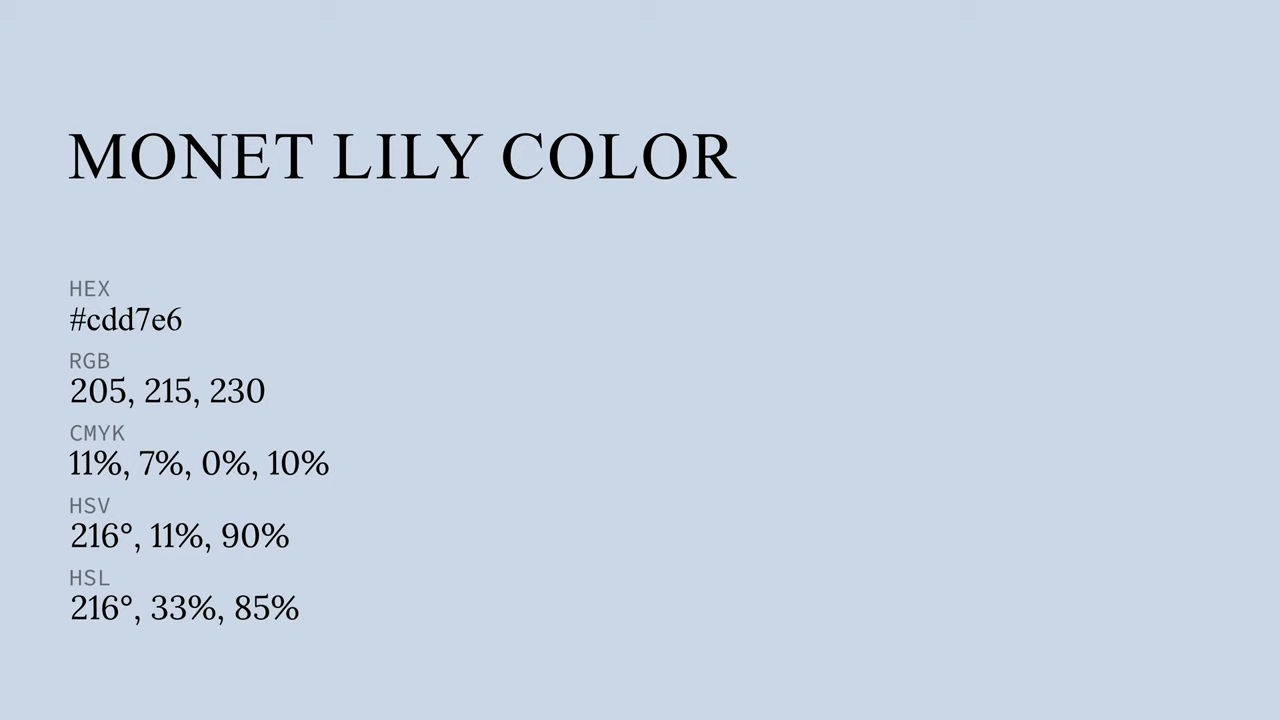 MONET LILY COLOR
HEX
#cdd7e6
RGB
205, 215, 230
CMYK
11%, 7%, 0%, 10%
HSV
216°, 11%, 90%
HSL
216°, 33%, 85%